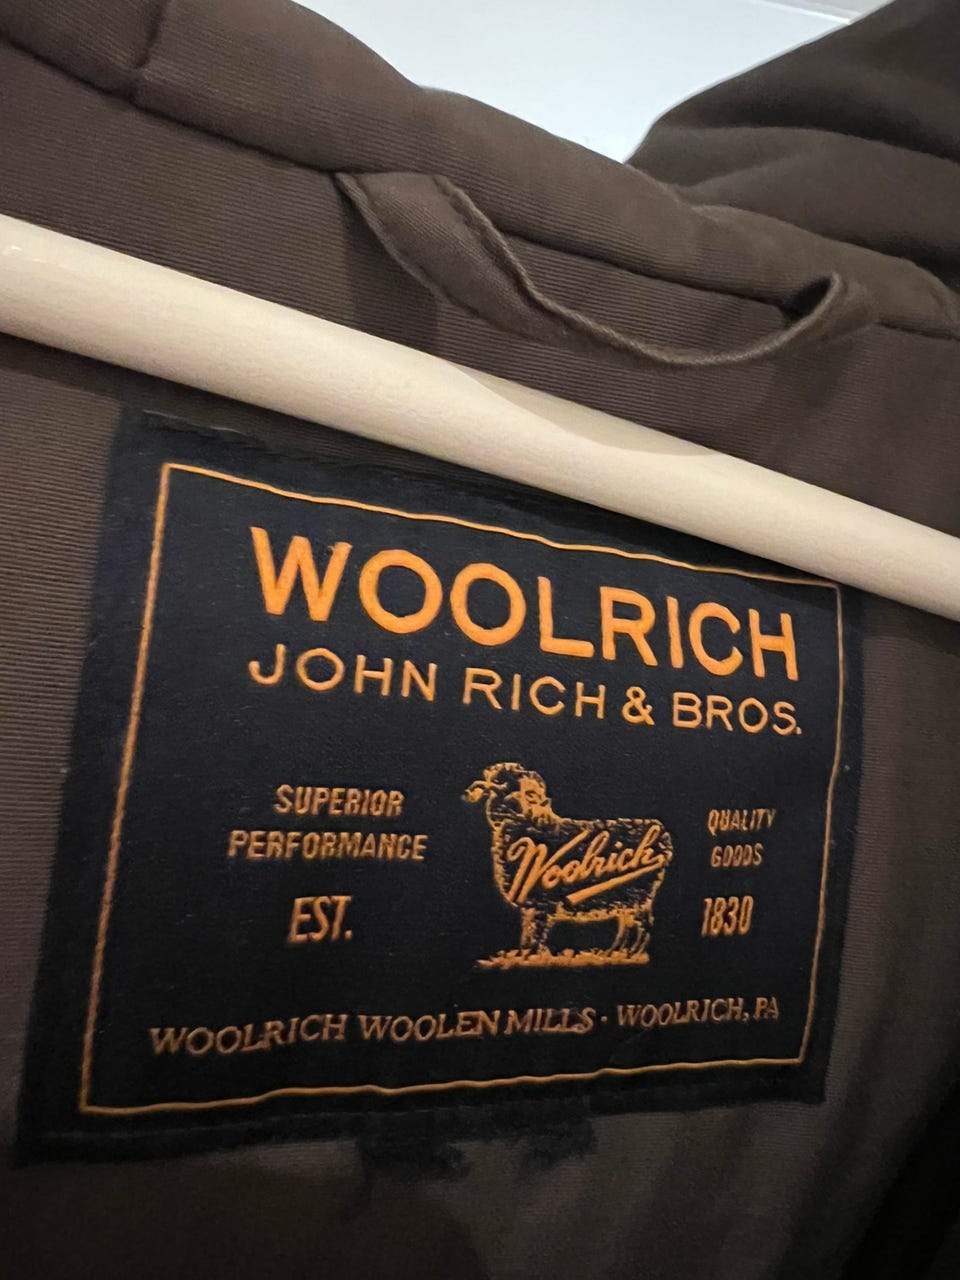 WOOLRICH
JOHN RICH & BROS.
SUPERIOR
PERFORMANCE
EST.
Woolrich
QUALITY
GOODS
1830
WOOLRICH WOOLEN MILLS · WOOLRICH, PA